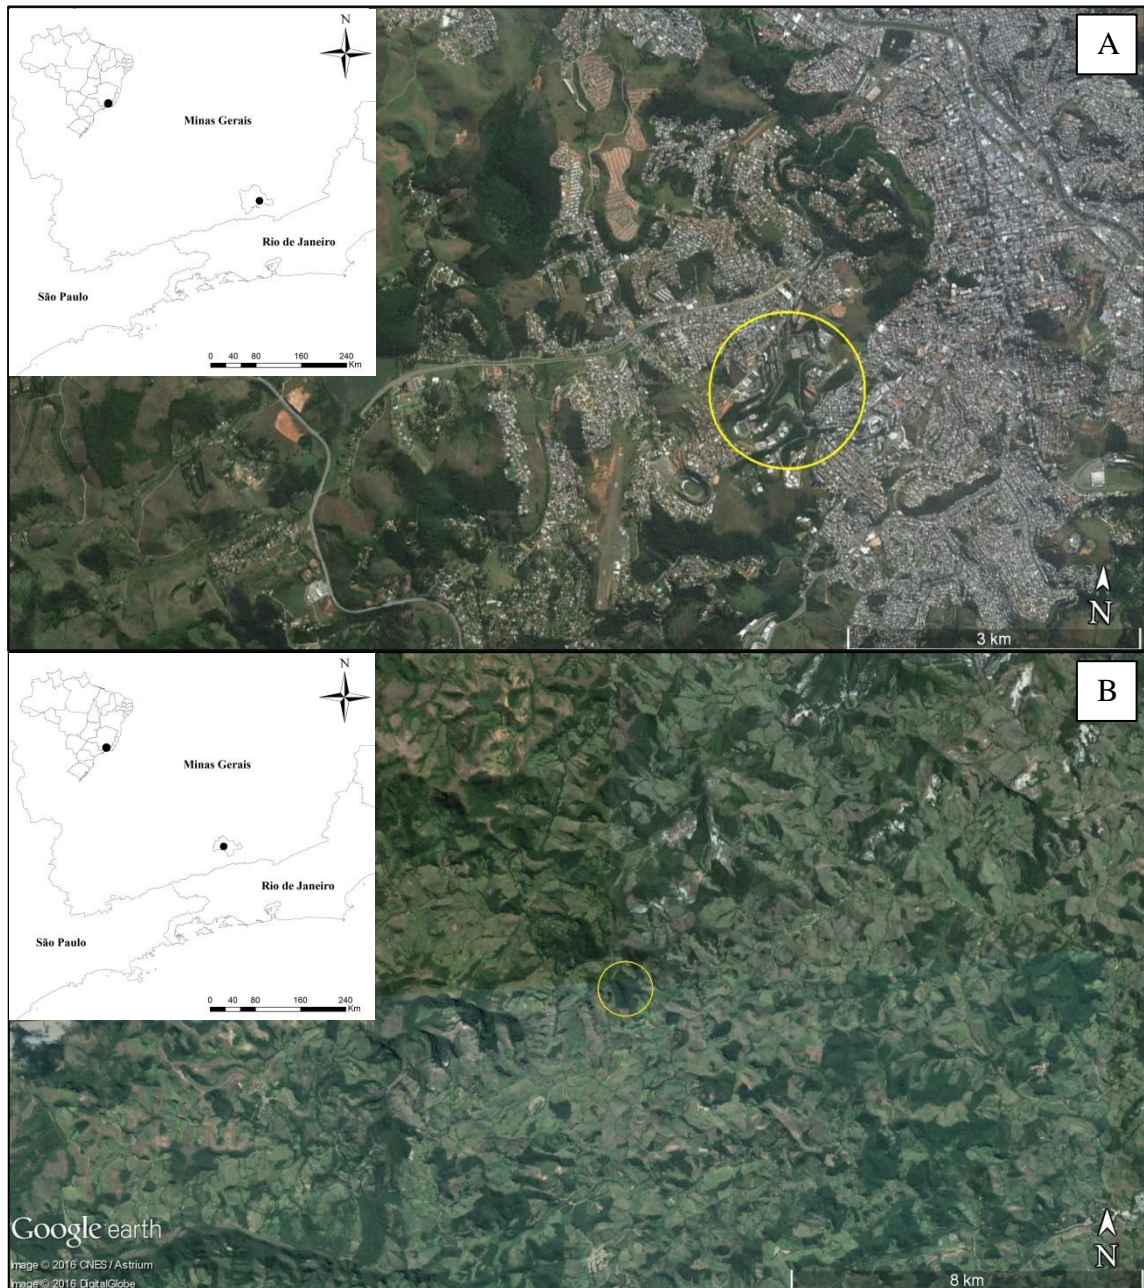 A
N
Minas Gerais
Rio de Janeiro
São Paulo
0 40 80 160 240
Km
N
3 km
B
N
Minas Gerais
Rio de Janeiro
São Paulo
0 40 80 160 240
Km
Google earth
Image © 2016 CNES / Astrium
Image © 2016 DigitalGlobe
N
8 km